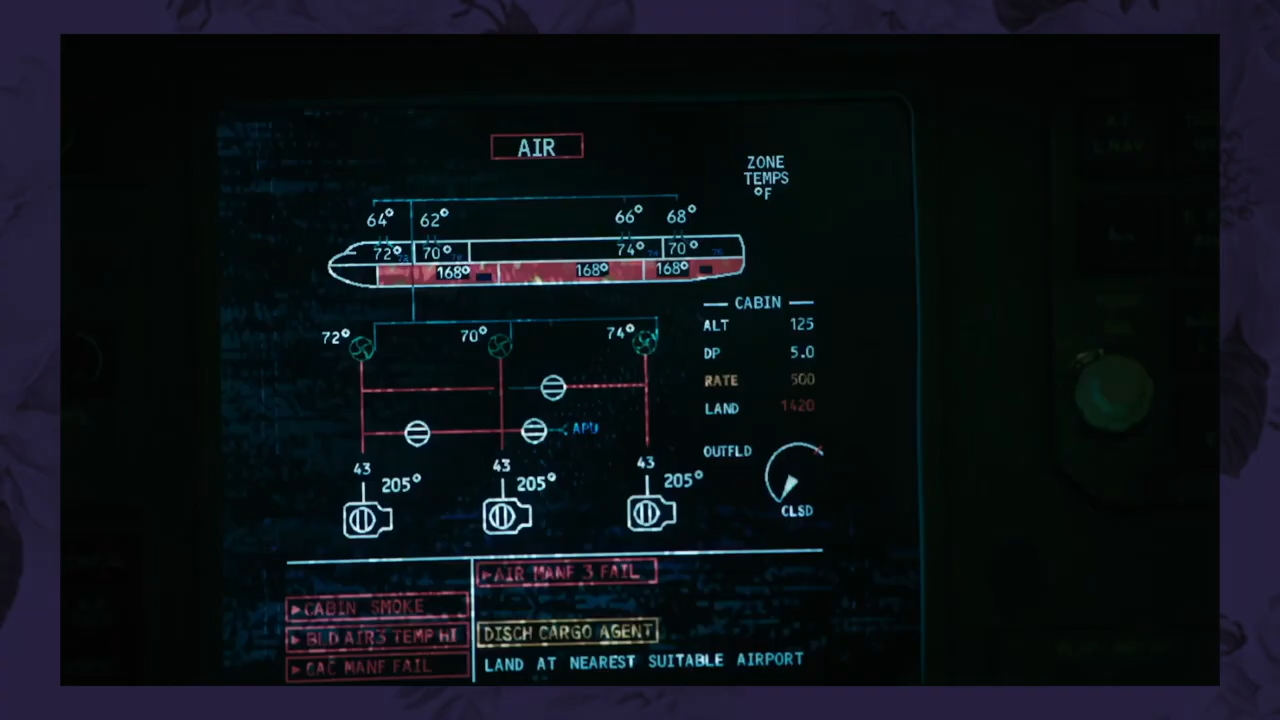 AIR
ZONE
TEMPS
°F
64° 62° 66° 68°
72° 70° 74° 70°
168° 168° 168°
CABIN
ALT 125
DP 5.0
RATE 500
LAND 1420
72° 70° 74°
APU
OUTFLD
CLSD
43 43 43
205° 205° 205°
AIR MANF 3 FAIL
CABIN SMOKE
BLD AIR3 TEMP HI
DISCH CARGO AGENT
CAC MANF FAIL
LAND AT NEAREST SUITABLE AIRPORT